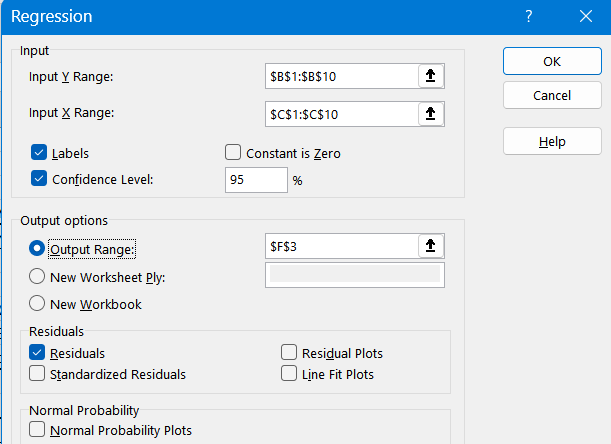 Regression
?
Input
OK
Input Y Range: $B$1:$B$10
Cancel
Input X Range: $C$1:$C$10
Help
Labels Constant is Zero
Confidence Level: 95 %
Output options
Output Range: $F$3
New Worksheet Ply:
New Workbook
Residuals
Residuals Residual Plots
Standardized Residuals Line Fit Plots
Normal Probability
Normal Probability Plots